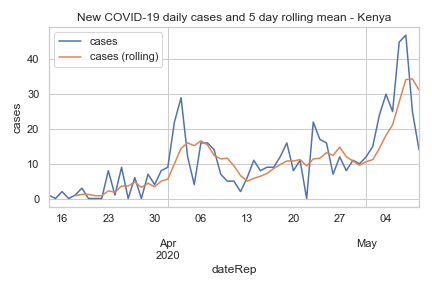 New COVID-19 daily cases and 5 day rolling mean - Kenya
cases
cases (rolling)
cases
40
30
20
10
0
16 23 30 06 13 20 27 04
Apr May
2020
dateRep